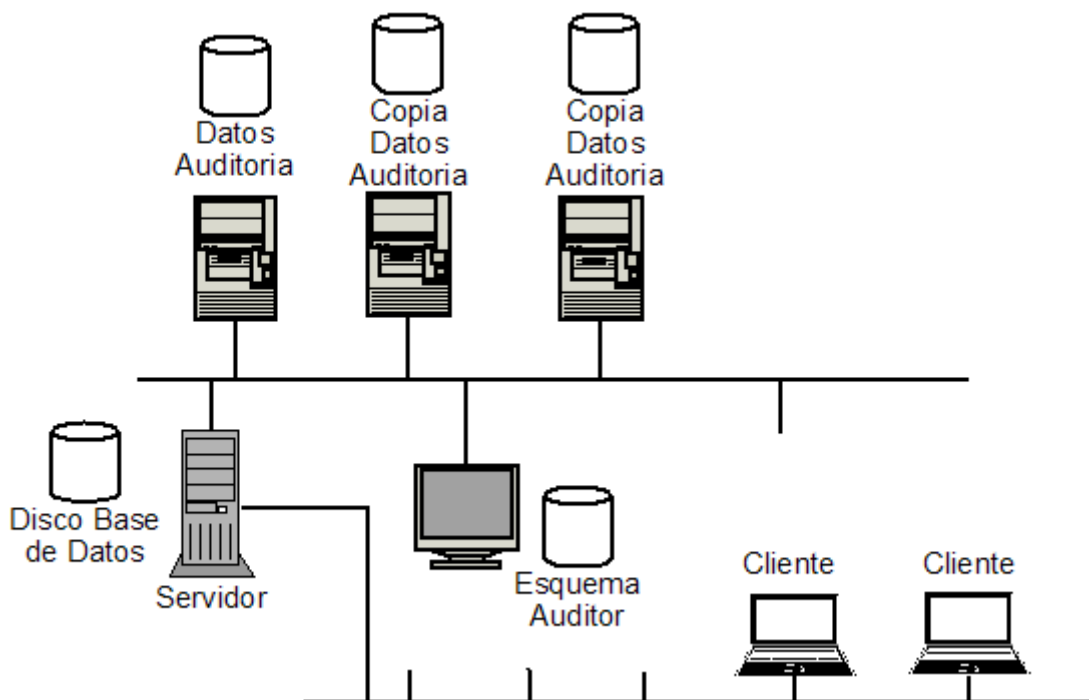 Datos
Auditoria
Copia
Datos
Auditoria
Copia
Datos
Auditoria
Disco Base
de Datos
Servidor
Esquema
Auditor
Cliente
Cliente